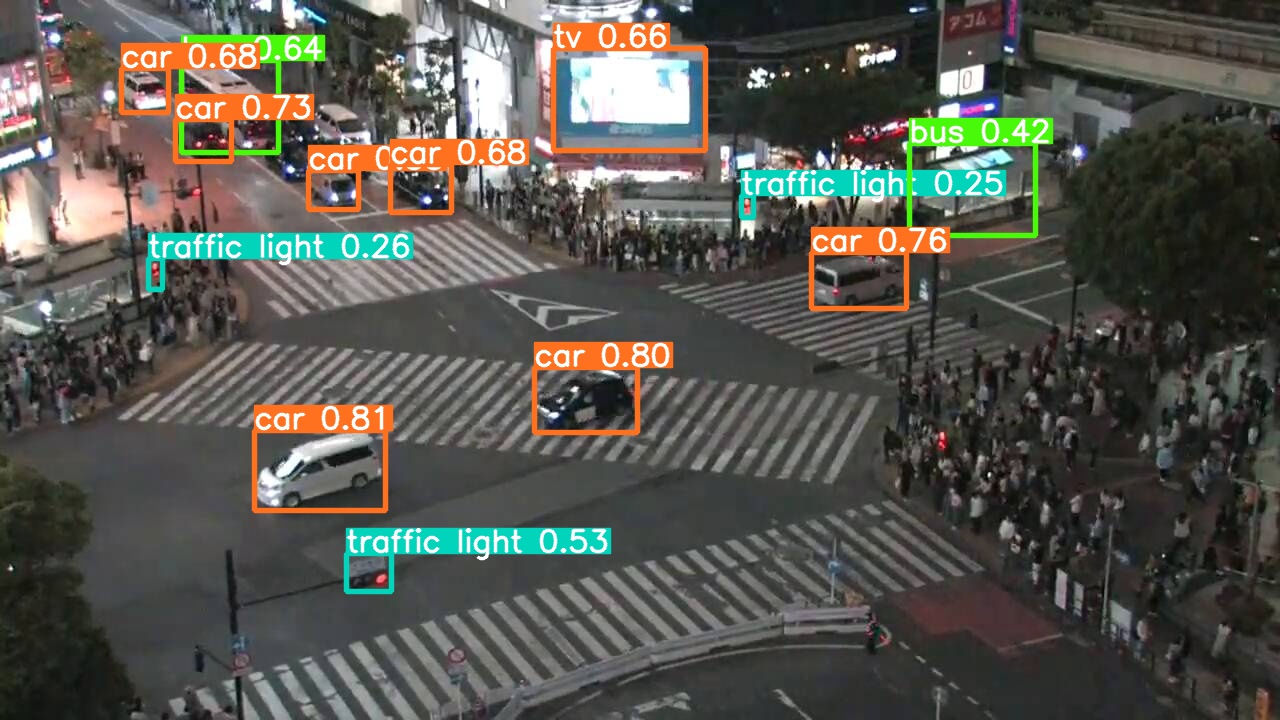 car 0.68
0.64
tv 0.66
アコム
car 0.73
0
bus 0.42
car 0
car 0.68
traffic light 0.25
traffic light 0.26
car 0.76
car 0.80
car 0.81
traffic light 0.53